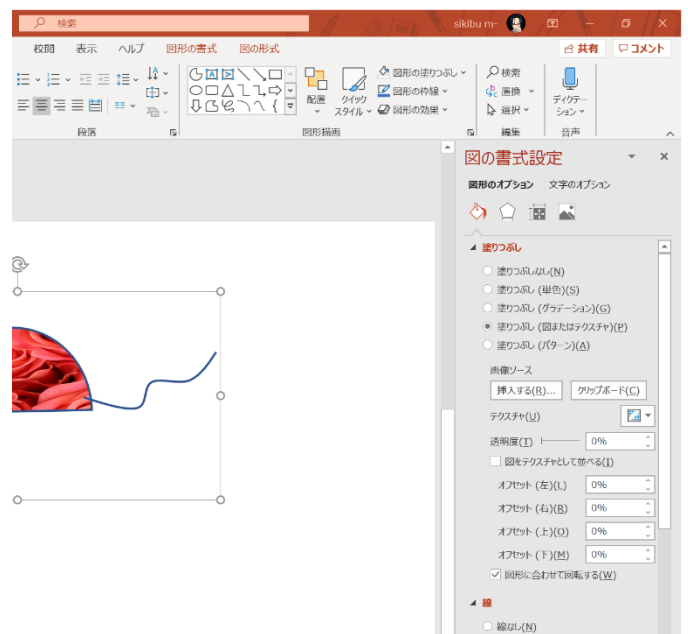 検索
sikibu m-
校閲 表示 ヘルプ 図形の書式 図の形式
共有 コメント
図形の塗りつぶし
図形の枠線
図形の効果
配置
クイック
スタイル
検索
置換
選択
ディクテー
ション
段落 図形描画 編集 音声
図の書式設定
図形のオプション 文字のオプション
塗りつぶし
塗りつぶしなし(N)
塗りつぶし (単色)(S)
塗りつぶし (グラデーション)(G)
塗りつぶし (図またはテクスチャ)(P)
塗りつぶし (パターン)(A)
画像ソース
挿入する(R)... クリップボード(C)
テクスチャ(U)
透明度(T) 0%
図をテクスチャとして並べる(I)
オフセット (左)(L) 0%
オフセット (右)(R) 0%
オフセット (上)(O) 0%
オフセット (下)(M) 0%
図形に合わせて回転する(W)
線
線なし(N)